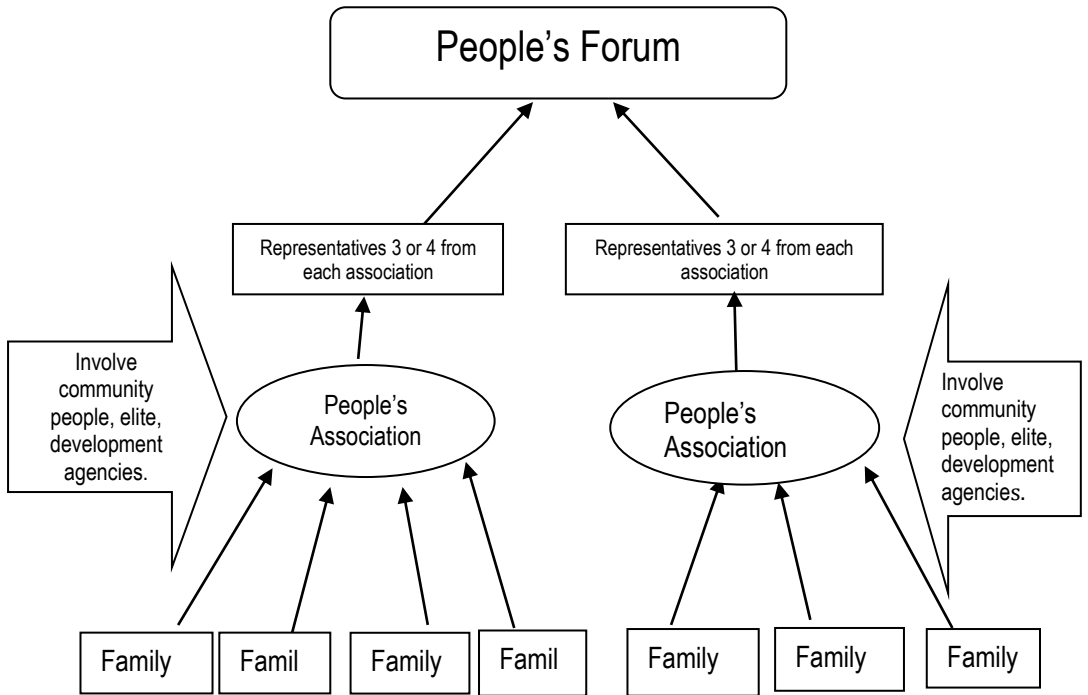 People’s Forum
Representatives 3 or 4 from
each association
Representatives 3 or 4 from each
association
Involve
community
people, elite,
development
agencies.
People’s
Association
People’s
Association
Involve
community
people, elite,
development
agencies.
Family
Famil
Family
Famil
Family
Family
Family